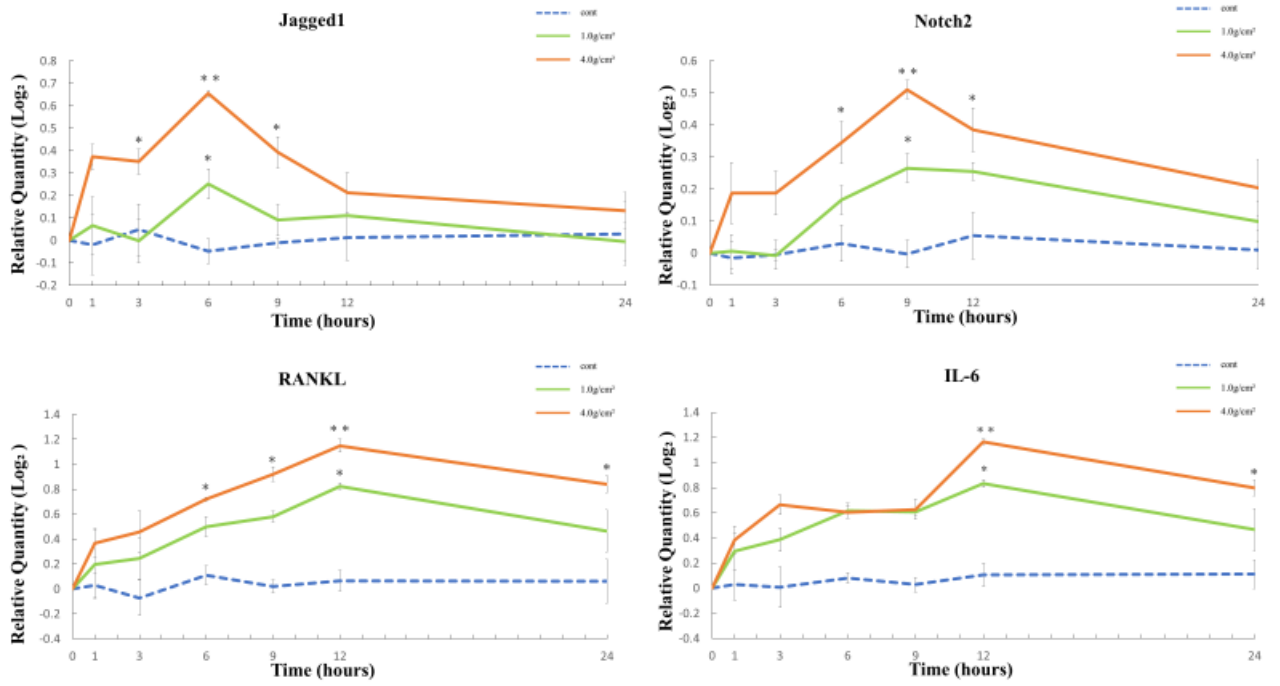 Jagged1
cont
1.0g/cm²
4.0g/cm²
Relative Quantity (Log₂ )
0.8
0.7
0.6
0.5
0.4
0.3
0.2
0.1
0
-0.1
-0.2
* ** * *
0 1 3 6 9 12 24
Time (hours)
Notch2
cont
1.0g/cm²
4.0g/cm²
Relative Quantity (Log₂ )
0.6
0.5
0.4
0.3
0.2
0.1
0
-0.1
* ** * *
0 1 3 6 9 12 24
Time (hours)
RANKL
cont
1.0g/cm²
4.0g/cm²
Relative Quantity (Log₂ )
1.4
1.2
1
0.8
0.6
0.4
0.2
0
-0.2
-0.4
* * ** * *
0 1 3 6 9 12 24
Time (hours)
IL-6
cont
1.0g/cm²
4.0g/cm²
Relative Quantity (Log₂ )
1.4
1.2
1
0.8
0.6
0.4
0.2
0
-0.2
-0.4
** * *
0 1 3 6 9 12 24
Time (hours)